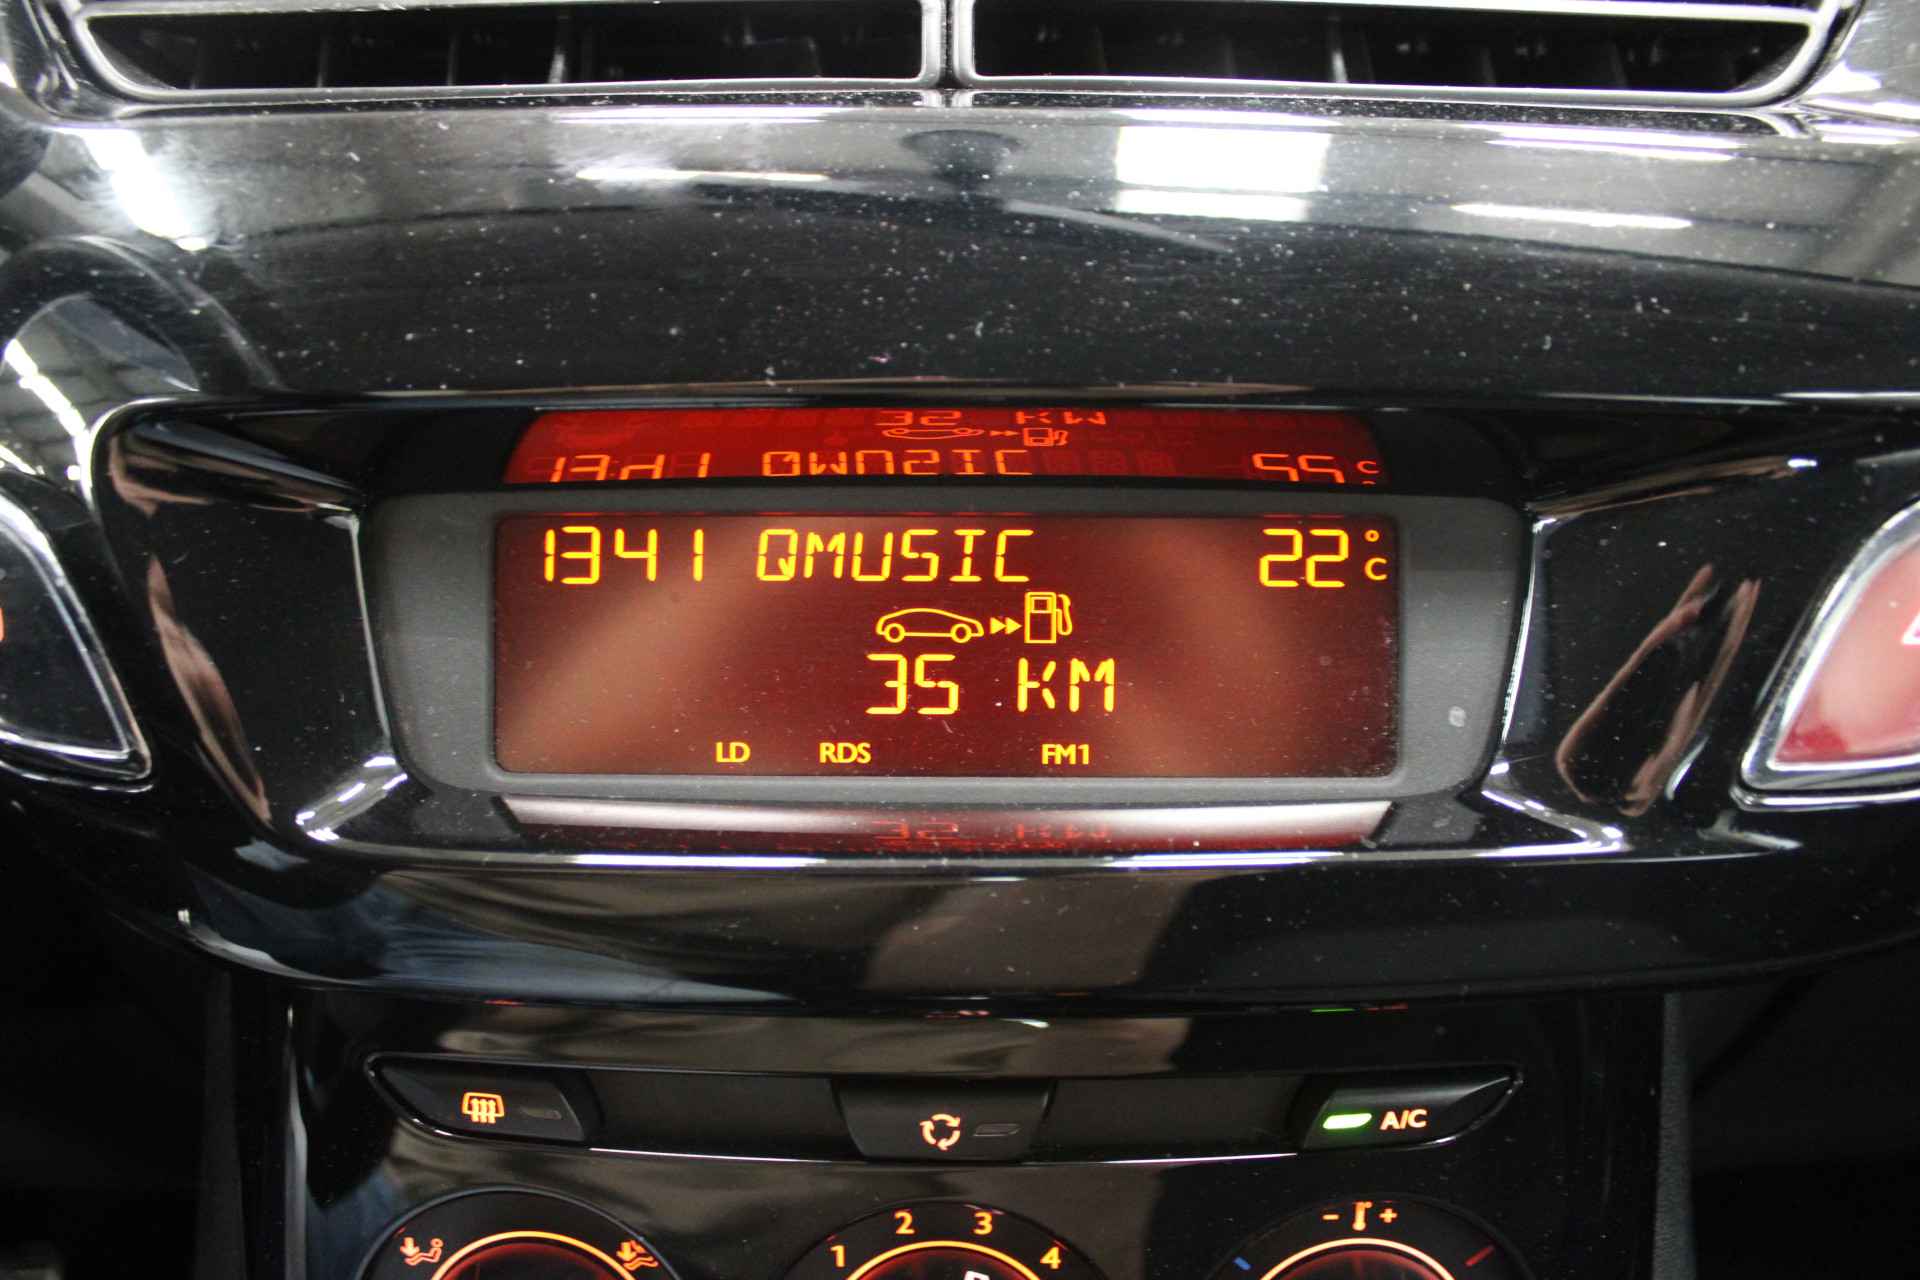 1341 QMUSIC 22 °C
35 KM
LD RDS FM1
A/C
1 2 3 4 - +